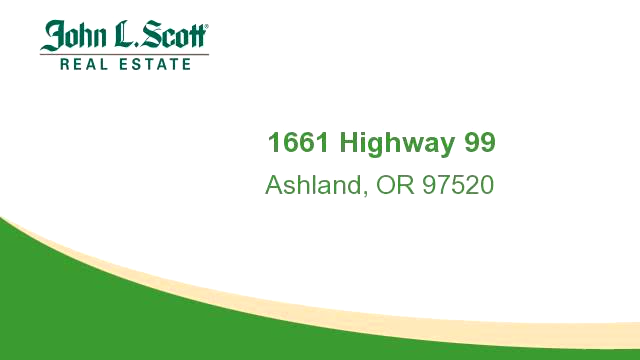 John L. Scott®
REAL ESTATE
1661 Highway 99
Ashland, OR 97520